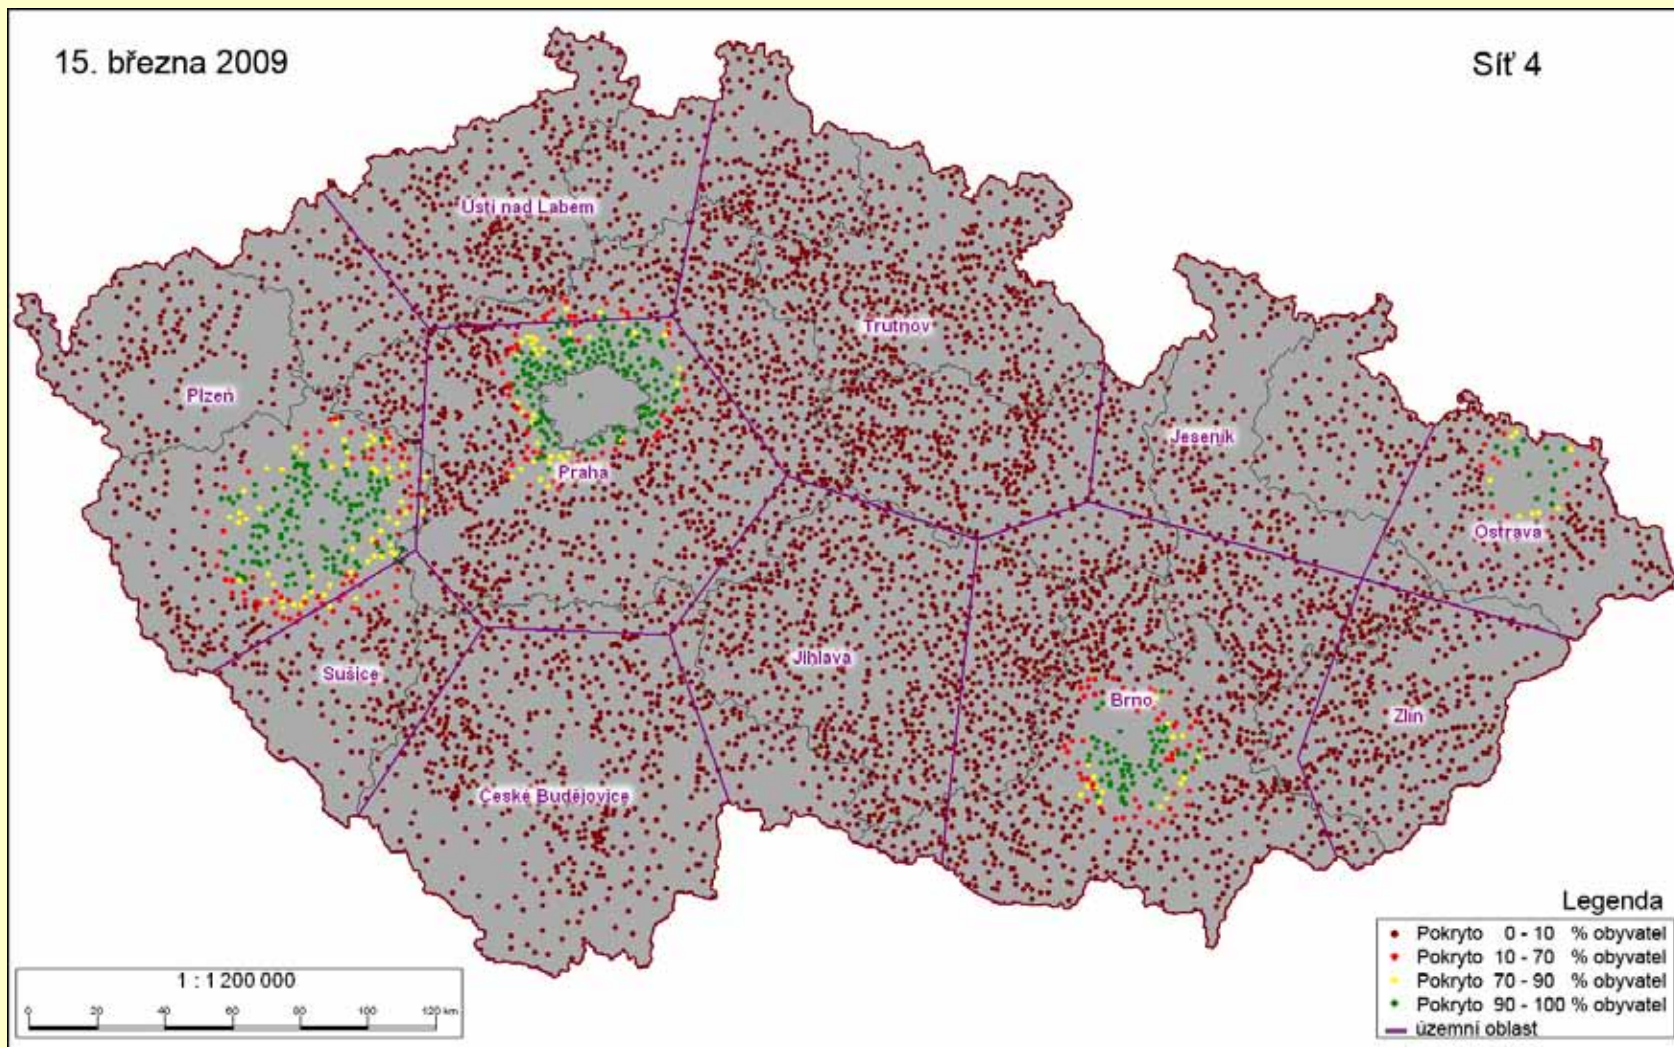 15. března 2009
Síť 4
Ústí nad Labem
Trutnov
Plzeň
Jeseník
Praha
Ostrava
Jihlava
Sušice
Brno
Zlín
České Budějovice
Legenda
Pokryto 0 - 10 % obyvatel
Pokryto 10 - 70 % obyvatel
Pokryto 70 - 90 % obyvatel
Pokryto 90 - 100 % obyvatel
územní oblast
1 : 1 200 000
0 20 40 60 80 100 120 km